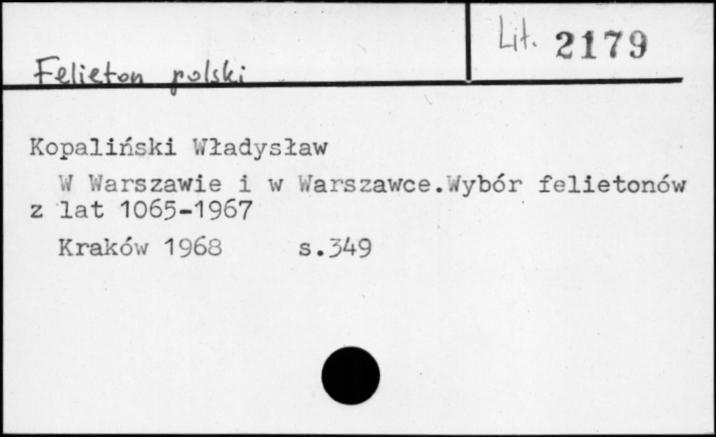 Felieton polski
Lit. 2179
Kopaliński Władysław
W Warszawie i w Warszawce.Wybór felietonów
z lat 1065-1967
Kraków 1968 s.349